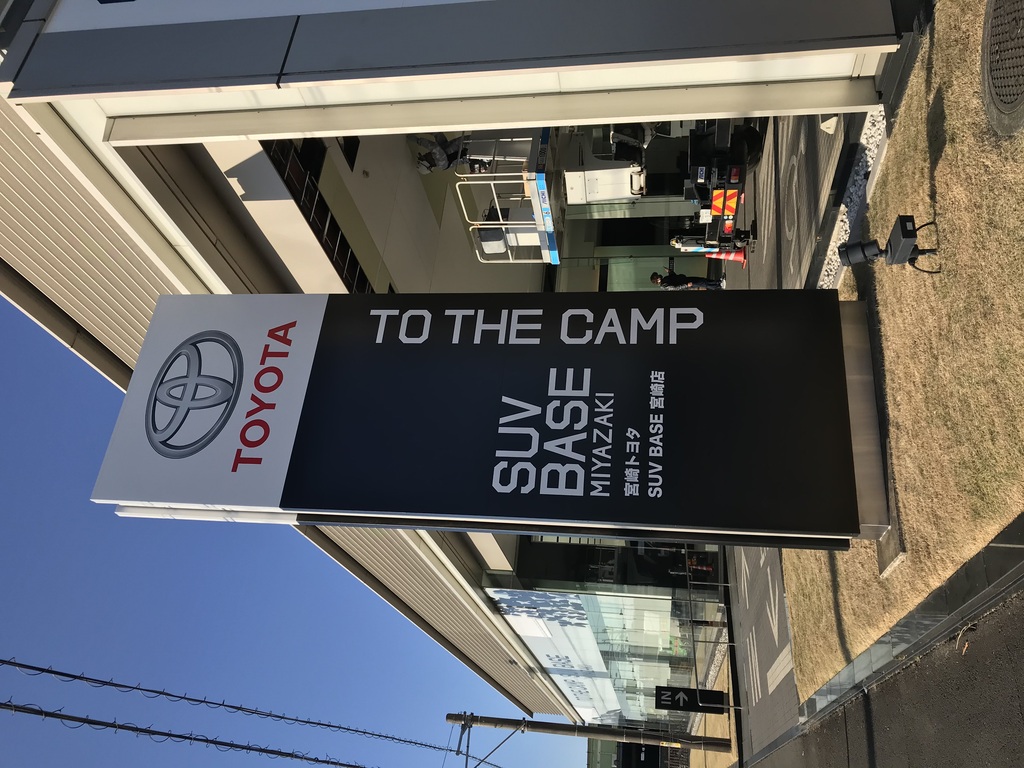 TOYOTA
TO THE CAMP
SUV
BASE
MIYAZAKI
宮崎トヨタ
SUV BASE 宮崎店
IN